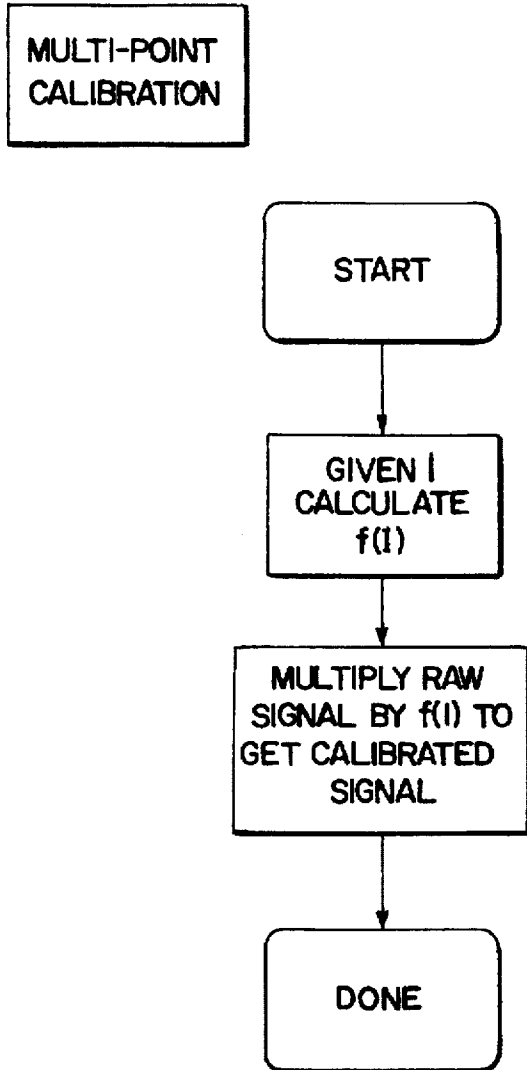 MULTI-POINT
CALIBRATION
START
GIVEN I
CALCULATE
f(I)
MULTIPLY RAW
SIGNAL BY f(I) TO
GET CALIBRATED
SIGNAL
DONE